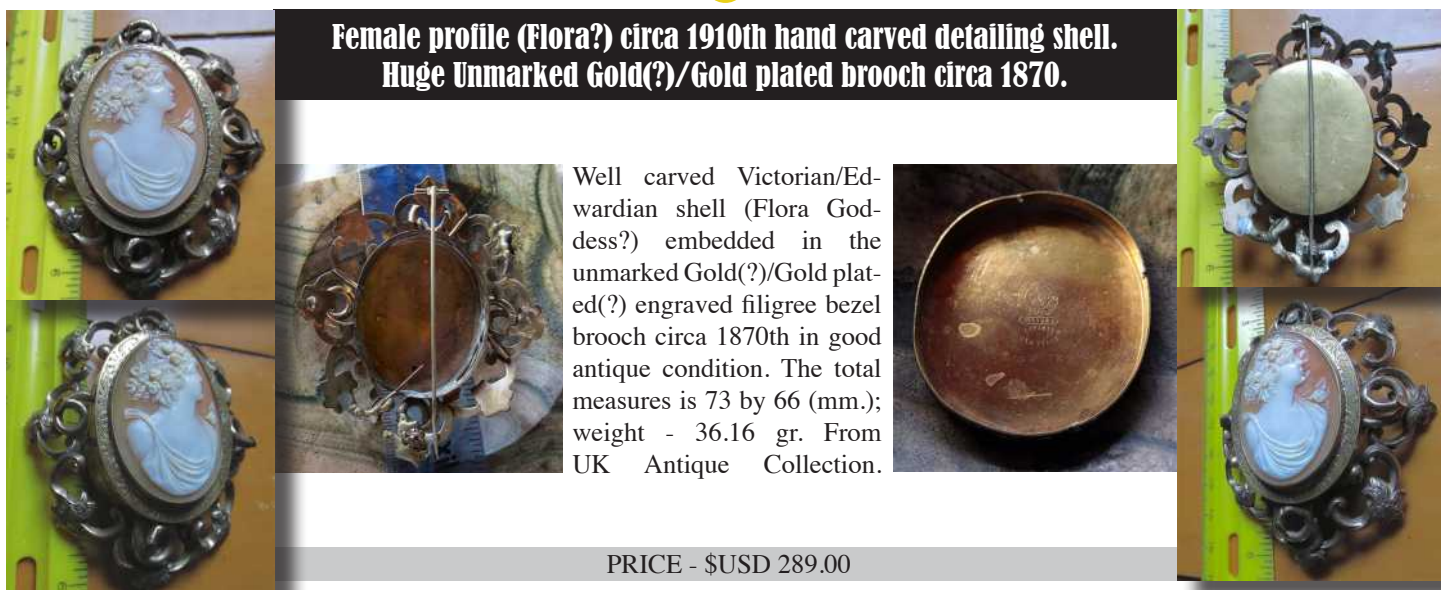 Female profile (Flora?) circa 1910th hand carved detailing shell.
Huge Unmarked Gold(?)/Gold plated brooch circa 1870.
Well carved Victorian/Ed-
wardian shell (Flora God-
dess?) embedded in the
unmarked Gold(?)/Gold plat-
ed(?) engraved filigree bezel
brooch circa 1870th in good
antique condition. The total
measures is 73 by 66 (mm.);
weight - 36.16 gr. From
UK Antique Collection.
PRICE - $USD 289.00